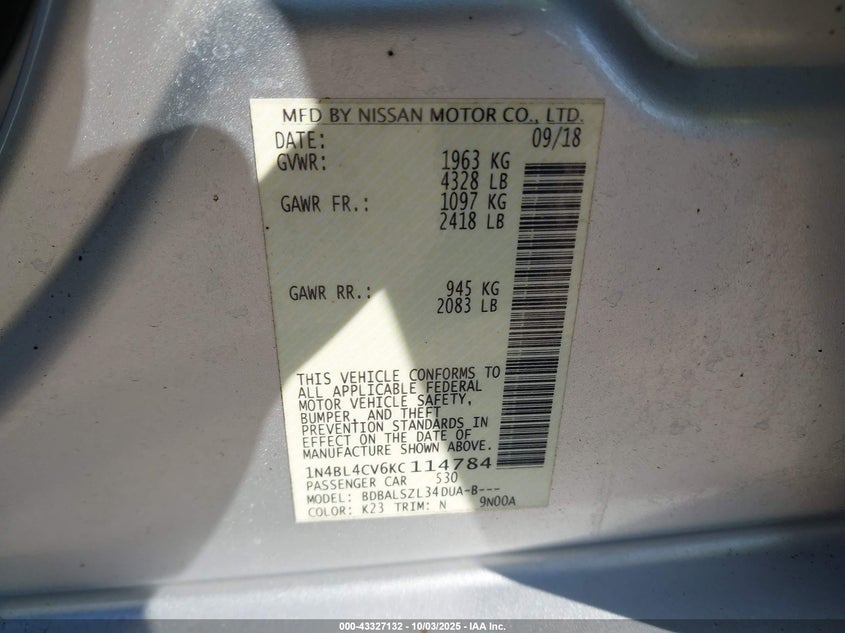 MFD BY NISSAN MOTOR CO., LTD.
DATE: 09/18
GVWR: 1963 KG
4328 LB
GAWR FR.: 1097 KG
2418 LB
GAWR RR.: 945 KG
2083 LB
THIS VEHICLE CONFORMS TO
ALL APPLICABLE FEDERAL
MOTOR VEHICLE SAFETY,
BUMPER, AND THEFT
PREVENTION STANDARDS IN
EFFECT ON THE DATE OF
MANUFACTURE SHOWN ABOVE.
1N4BL4CV6KC114784
PASSENGER CAR 530
MODEL: BDBALSZL34DUA-B---
COLOR: K23 TRIM: N 9N00A
000-43327132 - 10/03/2025 - IAA Inc.